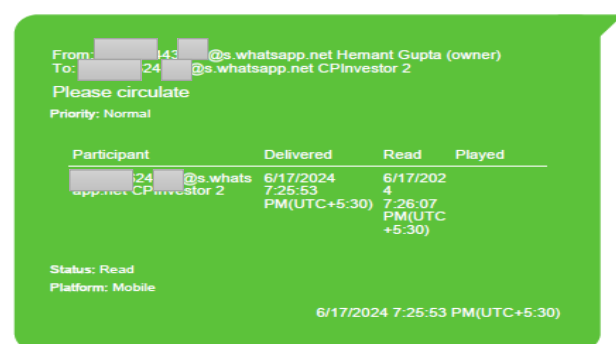 From: 443 @s.whatsapp.net Hemant Gupta (owner)
To: 24 @s.whatsapp.net CPInvestor 2
Please circulate
Priority: Normal
Participant Delivered Read Played
24 @s.whats 6/17/2024 6/17/202
app.net CPInvestor 2 7:25:53 4
PM(UTC+5:30) 7:26:07
PM(UTC
+5:30)
Status: Read
Platform: Mobile
6/17/2024 7:25:53 PM(UTC+5:30)